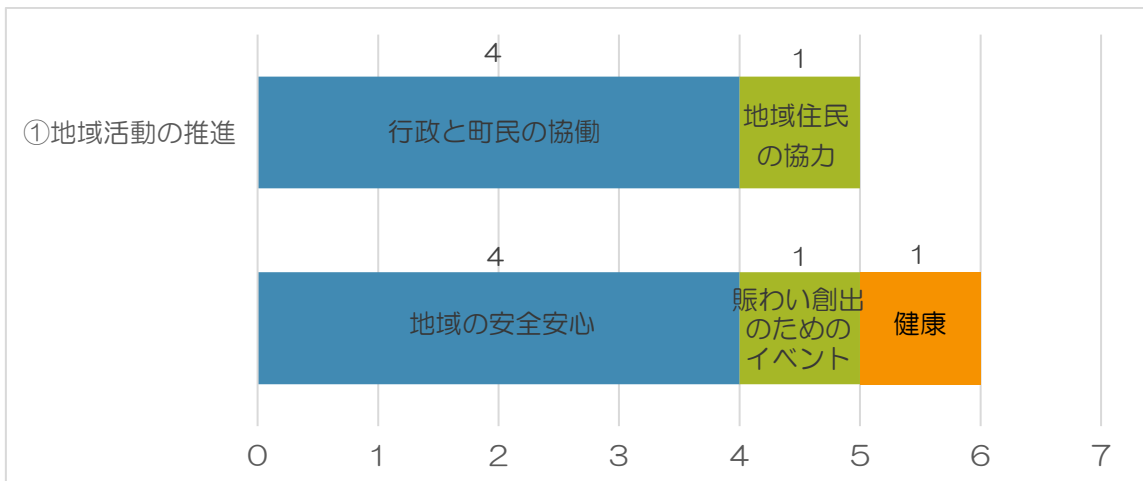 4
1
①地域活動の推進
行政と町民の協働
地域住民
の協力
4
1
1
地域の安全安心
賑わい創出
のための
イベント
健康
0 1 2 3 4 5 6 7